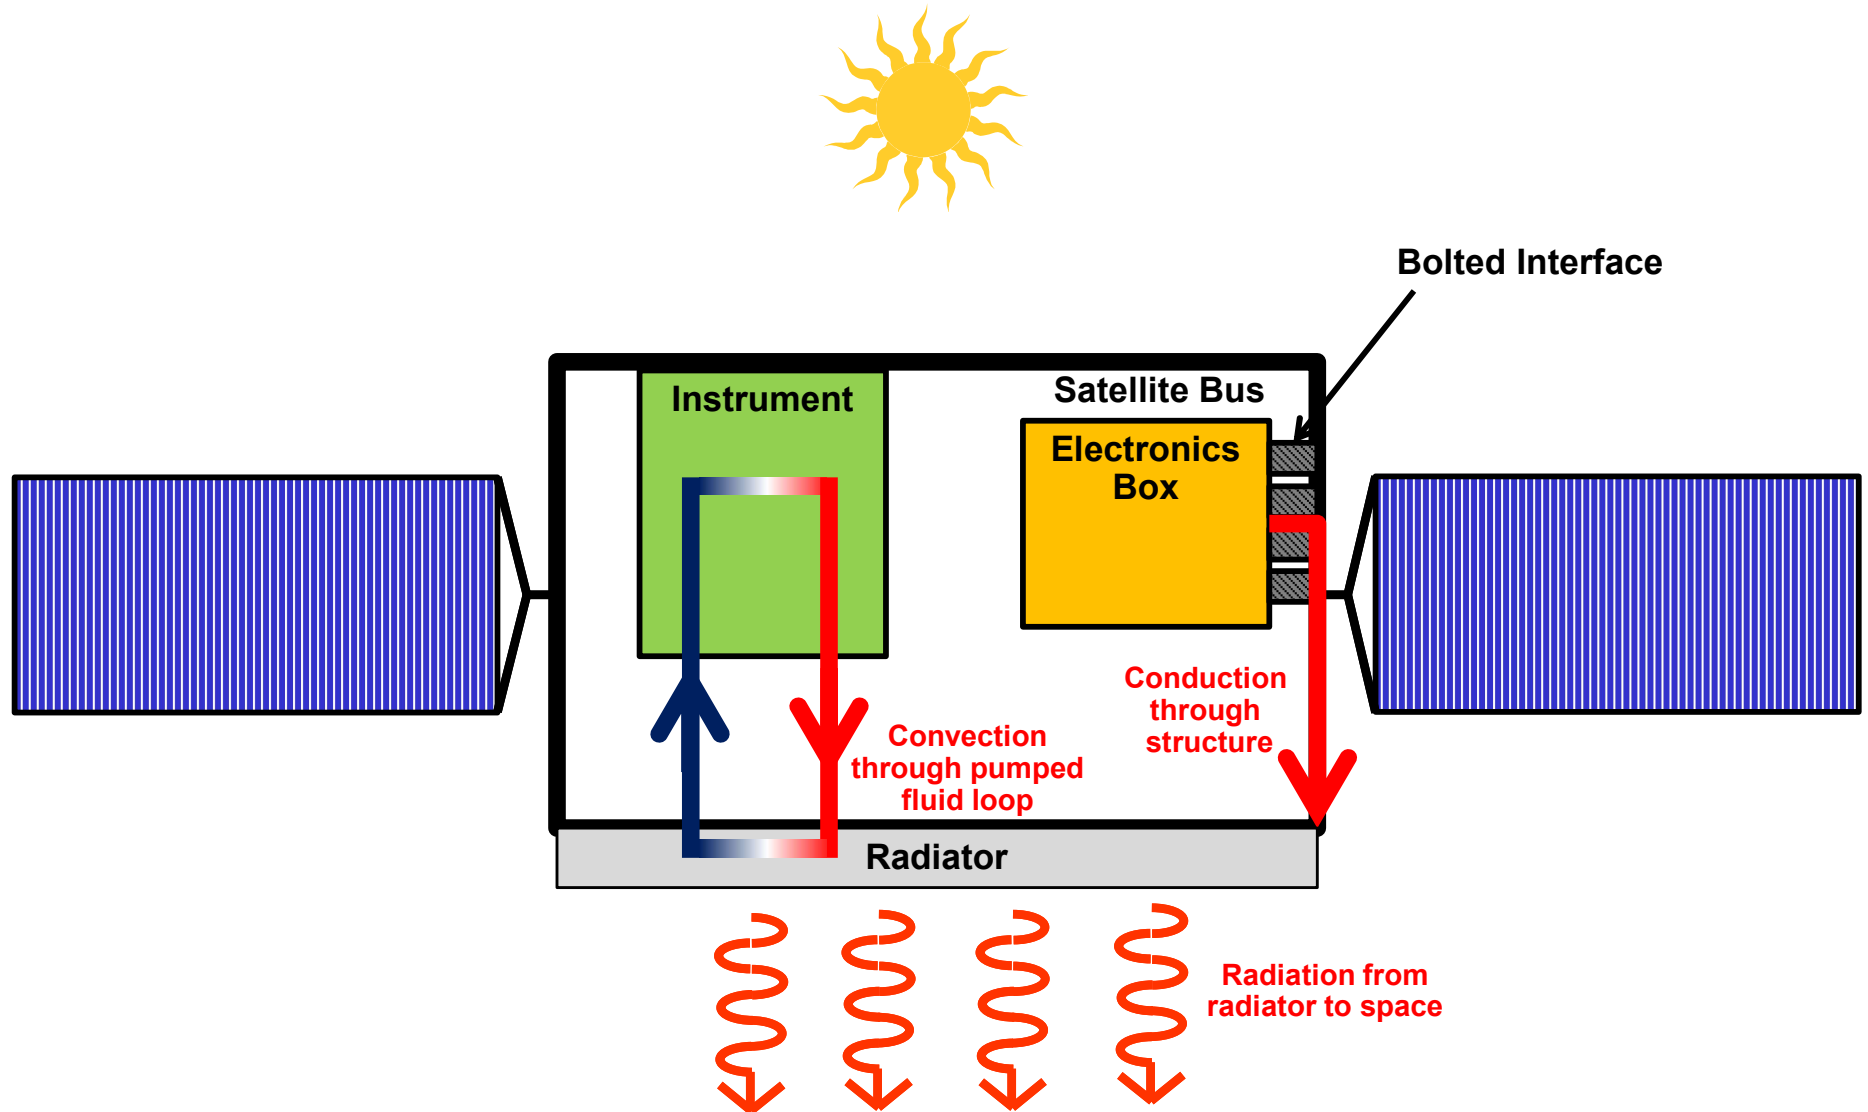 Bolted Interface
Satellite Bus
Instrument
Electronics
Box
Conduction
through
structure
Convection
through pumped
fluid loop
Radiator
Radiation from
radiator to space